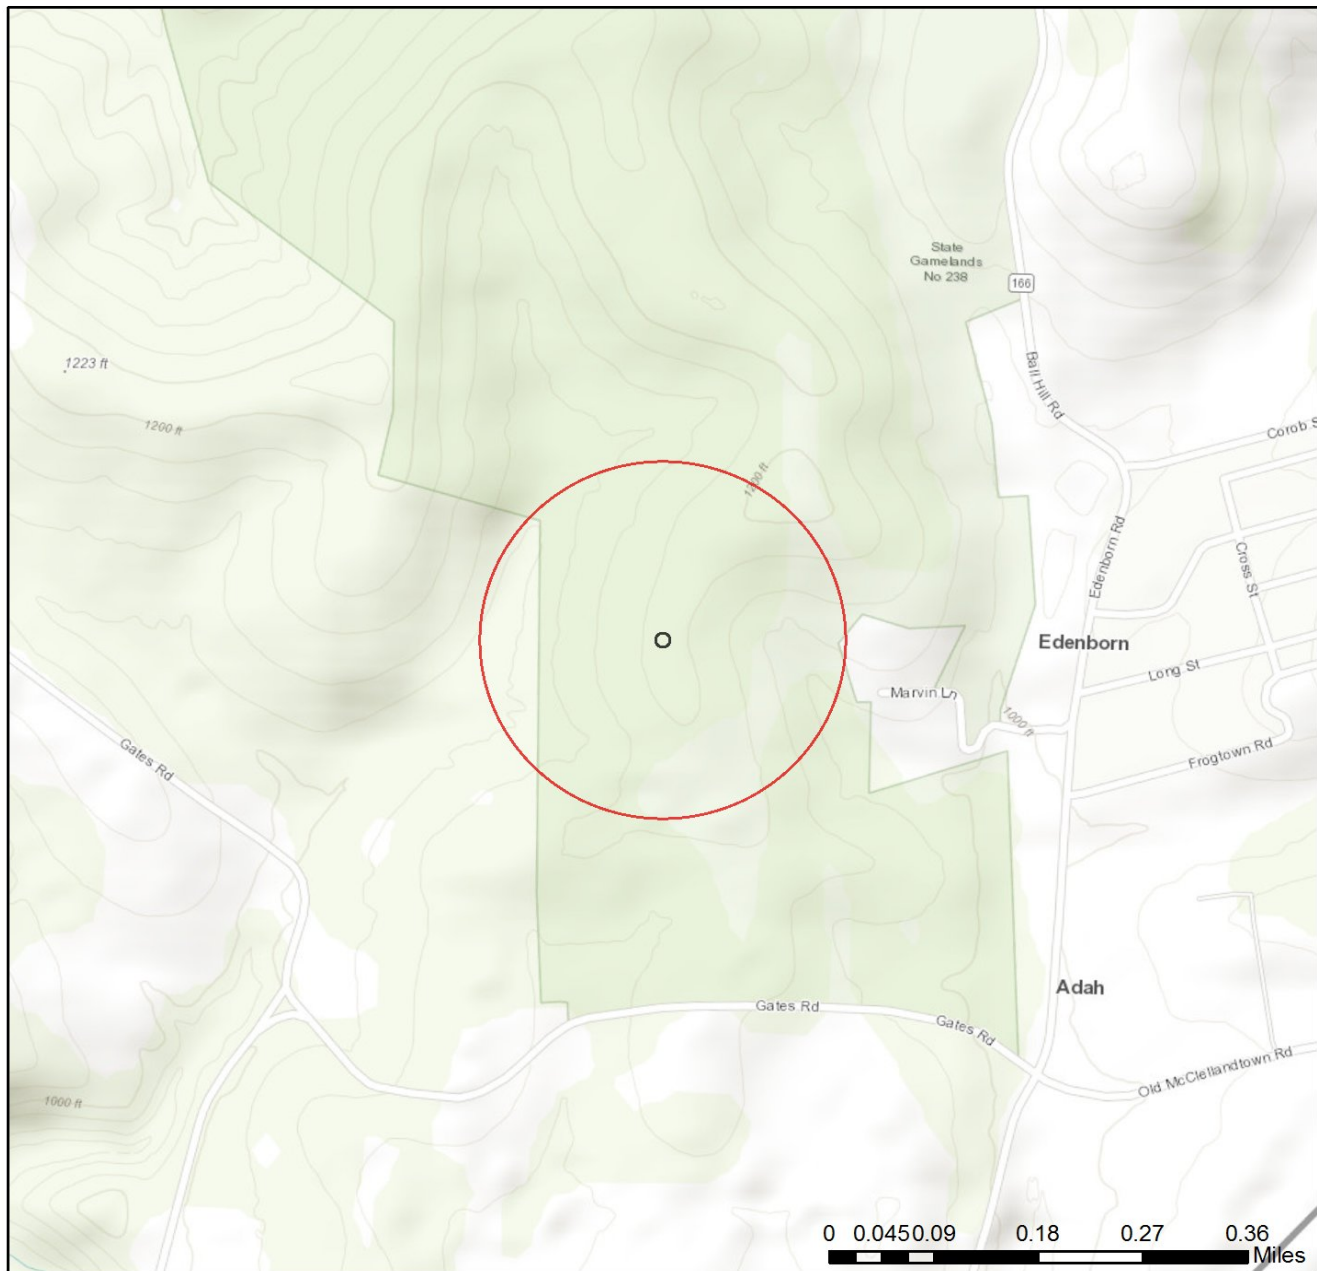 State
Gamelands
No 238
166
1223 ft
Ball Hill Rd
1200 ft
Corob S
1200 ft
Edenborn Rd
Cross St
Edenborn
Long St
Marvin Ln
1000 ft
Gates Rd
Frogtown Rd
Adah
Gates Rd
Gates Rd
Old McClellandtown Rd
1000 ft
0 0.045 0.09 0.18 0.27 0.36
Miles